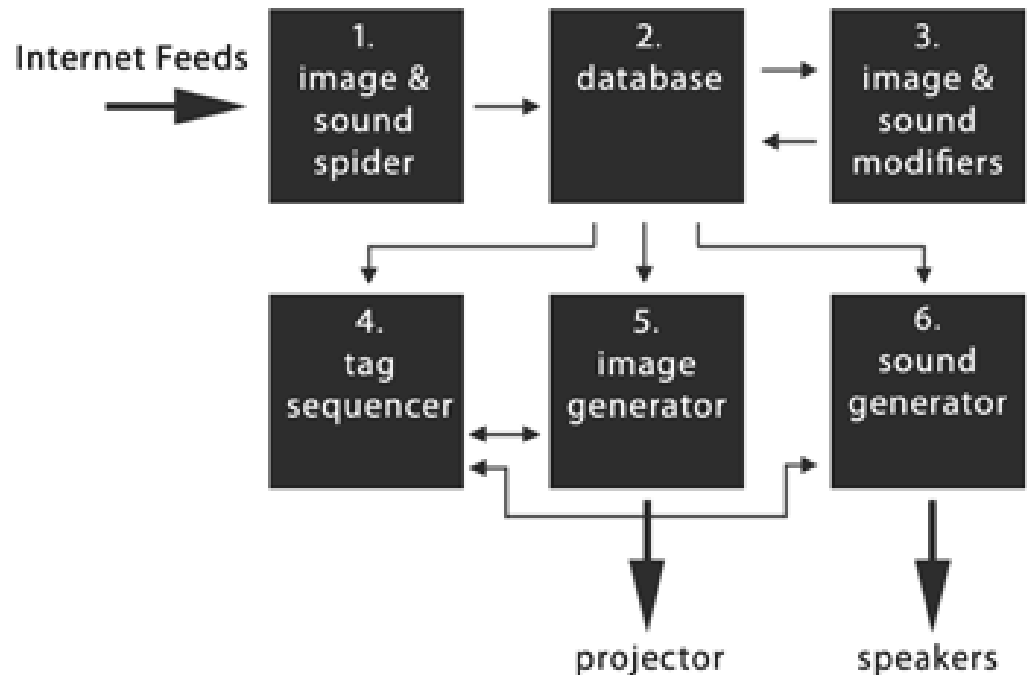 Internet Feeds
1.
image &
sound
spider
2.
database
3.
image &
sound
modifiers
4.
tag
sequencer
5.
image
generator
6.
sound
generator
projector
speakers